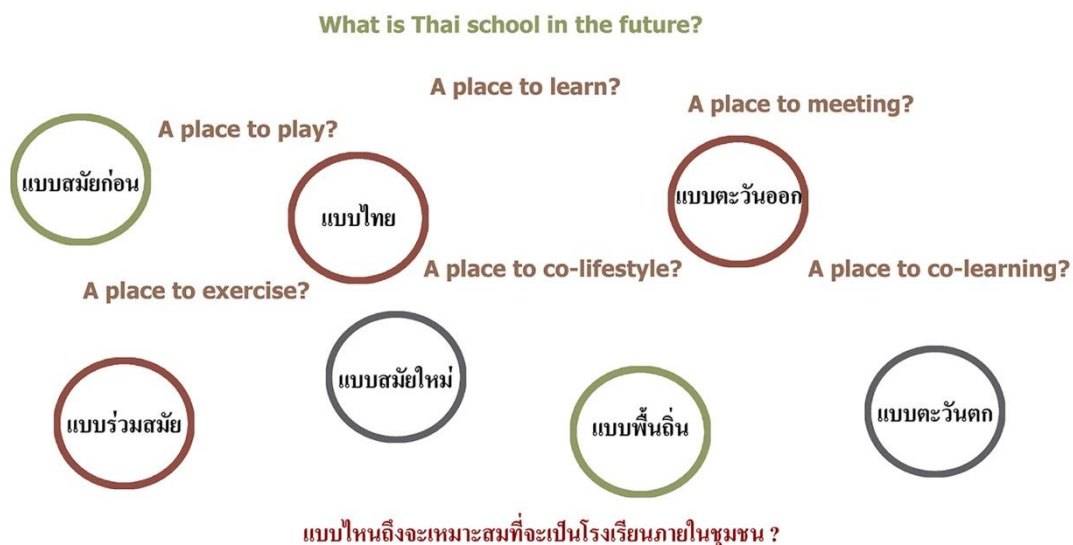 What is Thai school in the future?
A place to learn?
A place to meeting?
A place to play?
แบบสมัยก่อน
แบบไทย
แบบตะวันออก
A place to co-lifestyle?
A place to co-learning?
A place to exercise?
แบบสมัยใหม่
แบบร่วมสมัย
แบบพื้นถิ่น
แบบตะวันตก
แบบไหนถึงจะเหมาะสมที่จะเป็นโรงเรียนภายในชุมชน ?